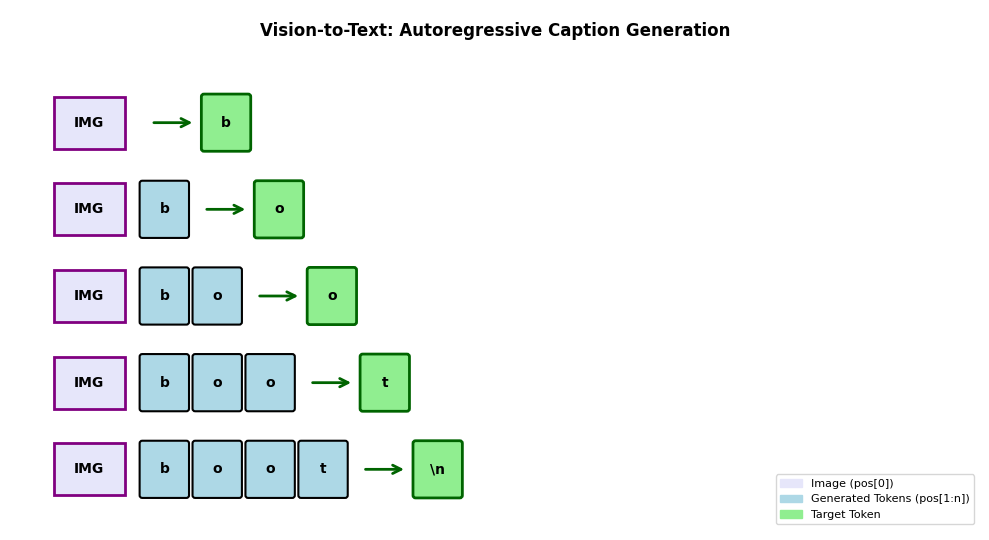 Vision-to-Text: Autoregressive Caption Generation
IMG b
IMG b o
IMG b o o
IMG b o o t
IMG b o o t \n
Image (pos[0])
Generated Tokens (pos[1:n])
Target Token